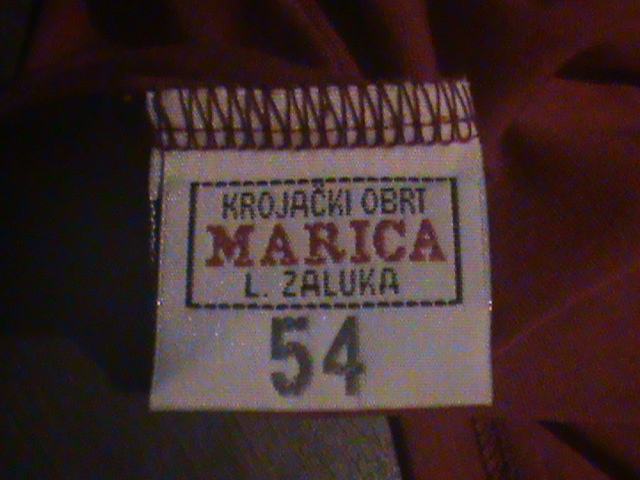 KROJAČKI OBRT
MARICA
L. ZALUKA
54